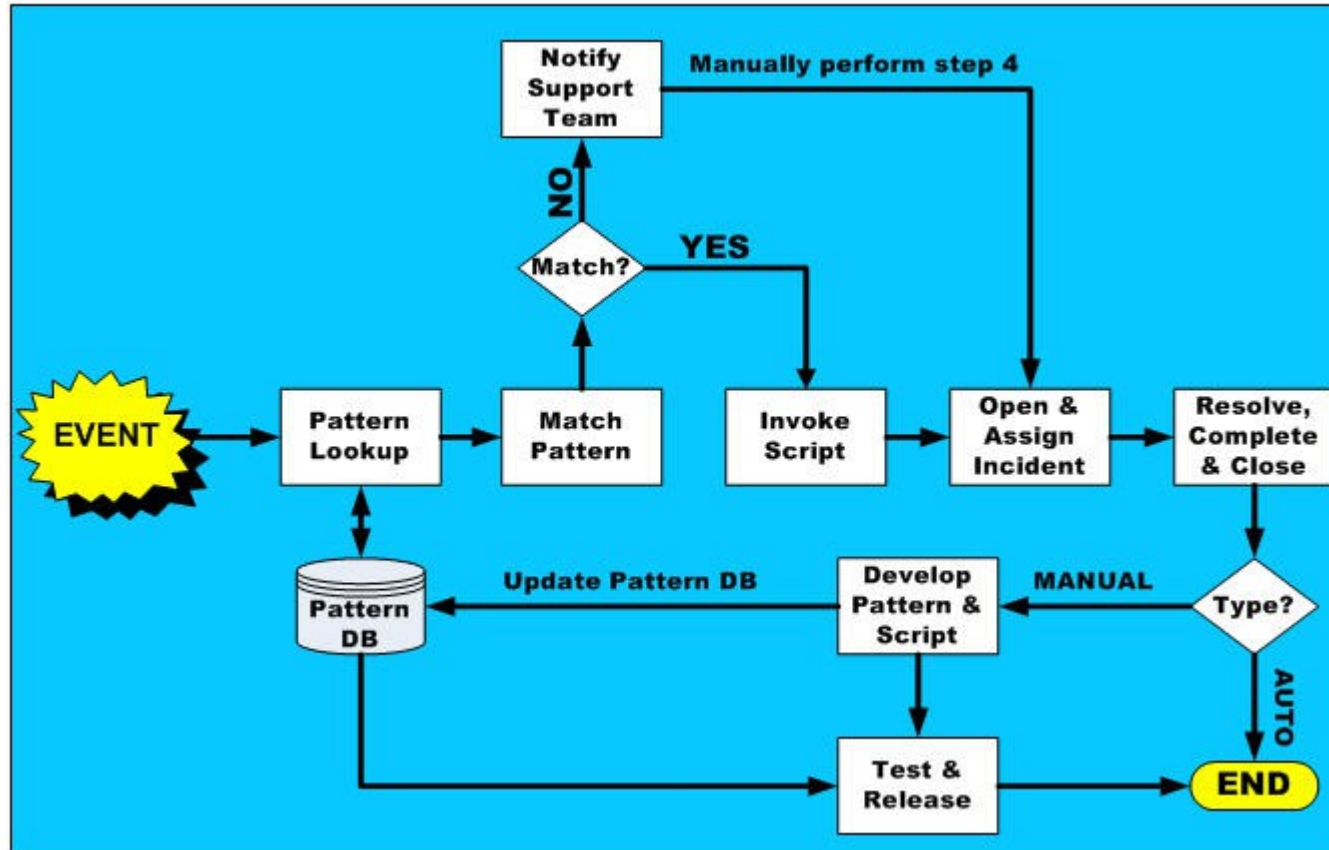 Notify
Support
Team
Manually perform step 4
NO
YES
Match?
EVENT
Pattern
Lookup
Match
Pattern
Invoke
Script
Open &
Assign
Incident
Resolve,
Complete
& Close
Pattern
DB
Update Pattern DB
Develop
Pattern &
Script
MANUAL
Type?
AUTO
Test &
Release
END